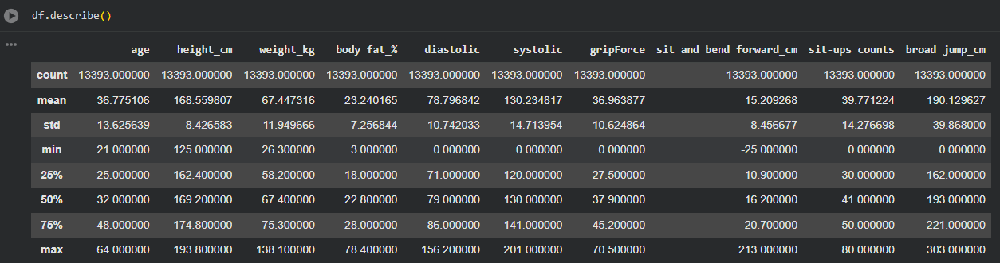 df.describe()
age height_cm weight_kg body fat_% diastolic systolic gripForce sit and bend forward_cm sit-ups counts broad jump_cm
count 13393.000000 13393.000000 13393.000000 13393.000000 13393.000000 13393.000000 13393.000000 13393.000000 13393.000000 13393.000000
mean 36.775106 168.559807 67.447316 23.240165 78.796842 130.234817 36.963877 15.209268 39.771224 190.129627
std 13.625639 8.426583 11.949666 7.256844 10.742033 14.713954 10.624864 8.456677 14.276698 39.868000
min 21.000000 125.000000 26.300000 3.000000 0.000000 0.000000 0.000000 -25.000000 0.000000 0.000000
25% 25.000000 162.400000 58.200000 18.000000 71.000000 120.000000 27.500000 10.900000 30.000000 162.000000
50% 32.000000 169.200000 67.400000 22.800000 79.000000 130.000000 37.900000 16.200000 41.000000 193.000000
75% 48.000000 174.800000 75.300000 28.000000 86.000000 141.000000 45.200000 20.700000 50.000000 221.000000
max 64.000000 193.800000 138.100000 78.400000 156.200000 201.000000 70.500000 213.000000 80.000000 303.000000